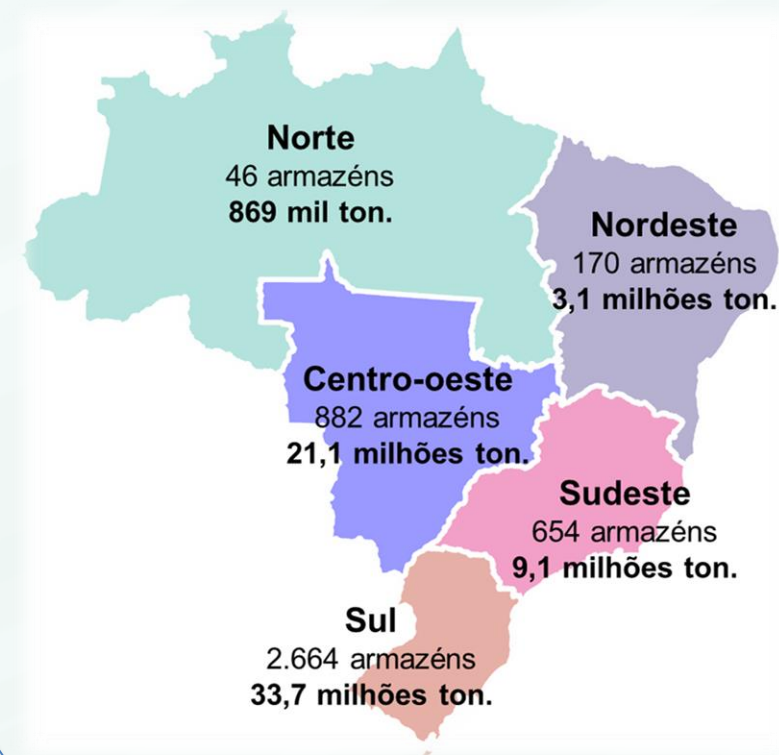 Norte
46 armazéns
869 mil ton.
Nordeste
170 armazéns
3,1 milhões ton.
Centro-oeste
882 armazéns
21,1 milhões ton.
Sudeste
654 armazéns
9,1 milhões ton.
Sul
2.664 armazéns
33,7 milhões ton.